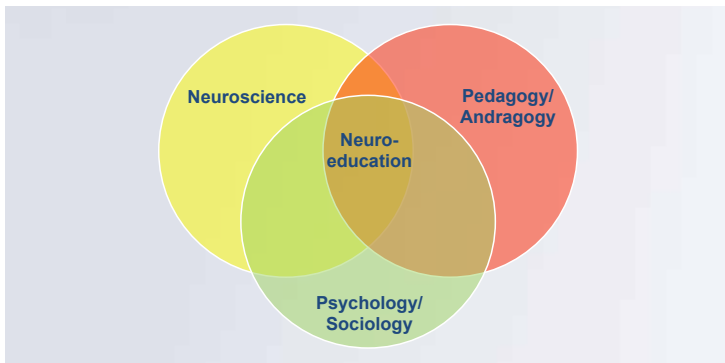 Neuroscience
Pedagogy/
Andragogy
Neuro-
education
Psychology/
Sociology